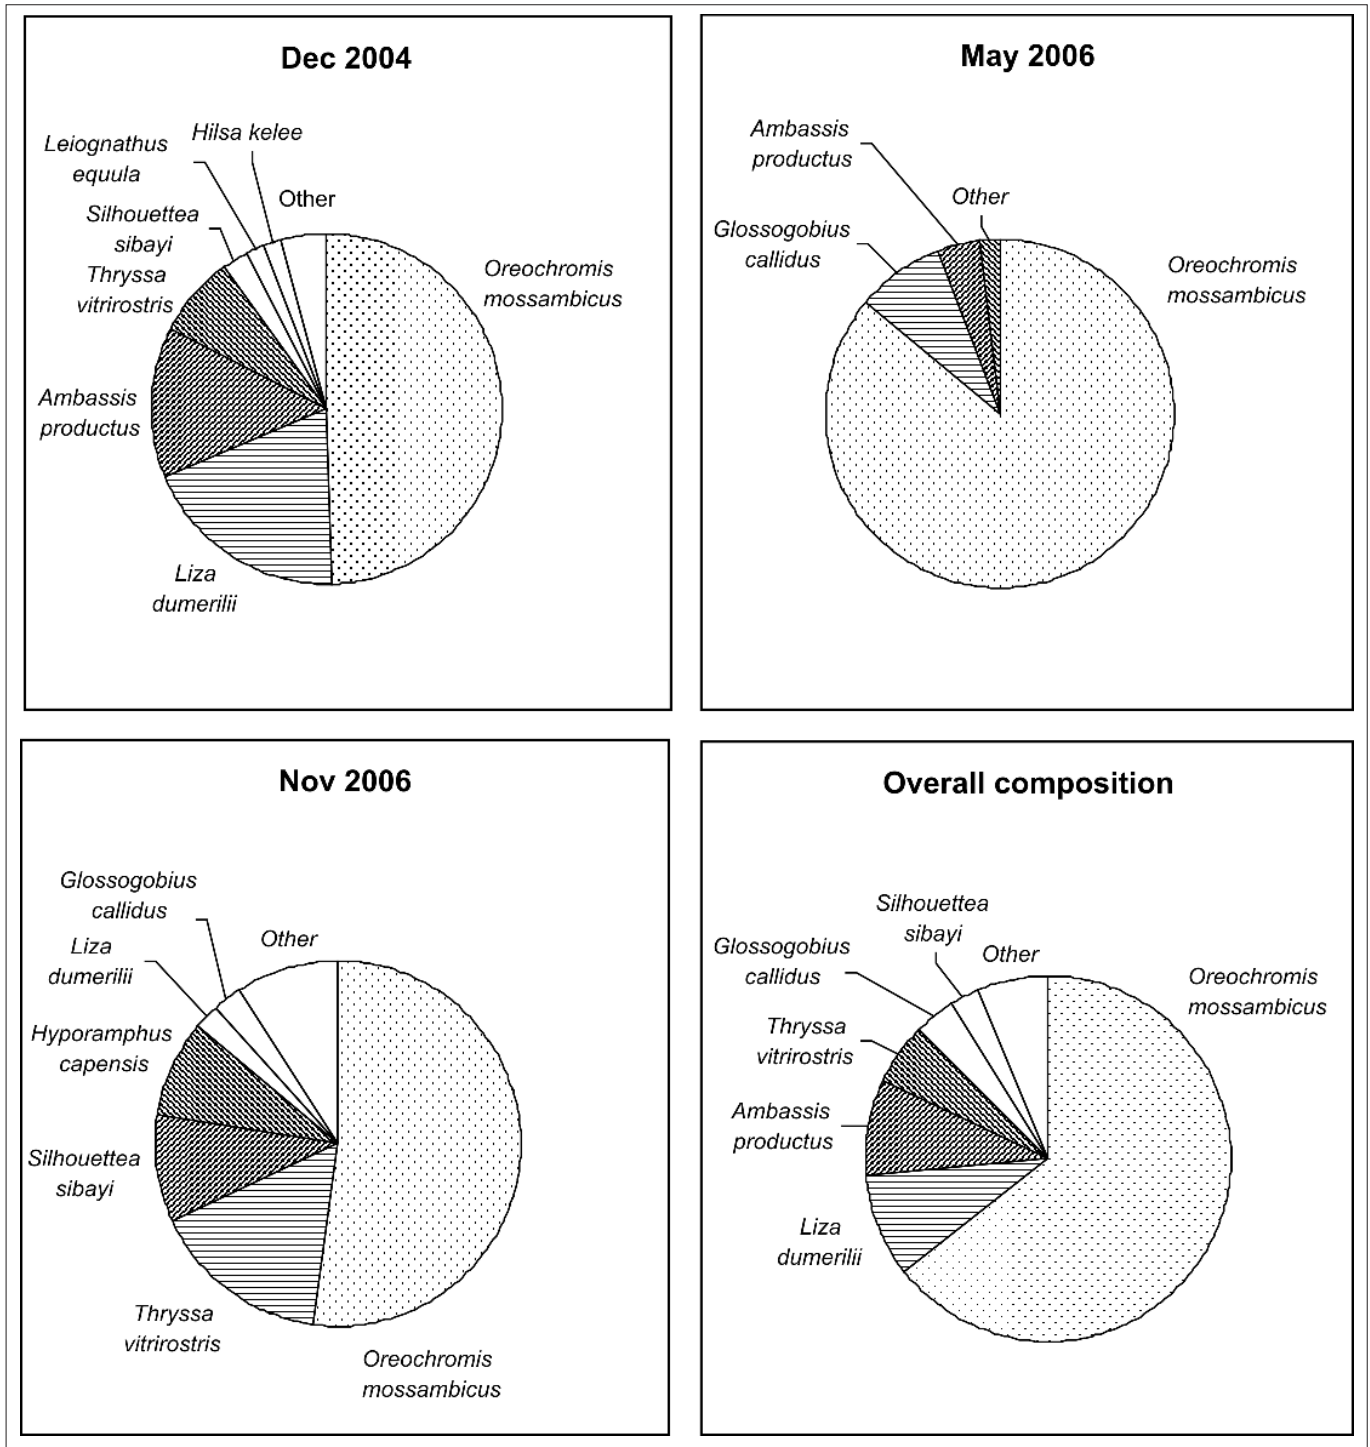 Dec 2004
Hilsa kelee
Leiognathus
equula
Other
Silhouettea
sibayi
Thryssa
vitrirostris
Oreochromis
mossambicus
Ambassis
productus
Liza
dumerilii
May 2006
Ambassis
productus
Other
Glossogobius
callidus
Oreochromis
mossambicus
Nov 2006
Glossogobius
callidus
Other
Liza
dumerilii
Hyporamphus
capensis
Silhouettea
sibayi
Thryssa
vitrirostris
Oreochromis
mossambicus
Overall composition
Silhouettea
sibayi
Other
Glossogobius
callidus
Oreochromis
mossambicus
Thryssa
vitrirostris
Ambassis
productus
Liza
dumerilii